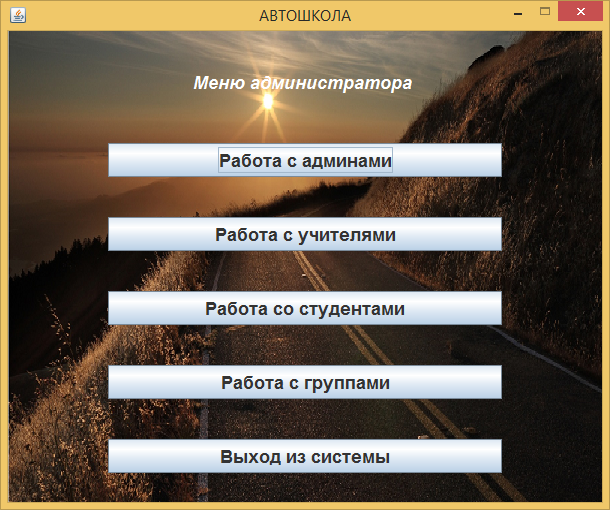 АВТОШКОЛА
Меню администратора
Работа с админами
Работа с учителями
Работа со студентами
Работа с группами
Выход из системы